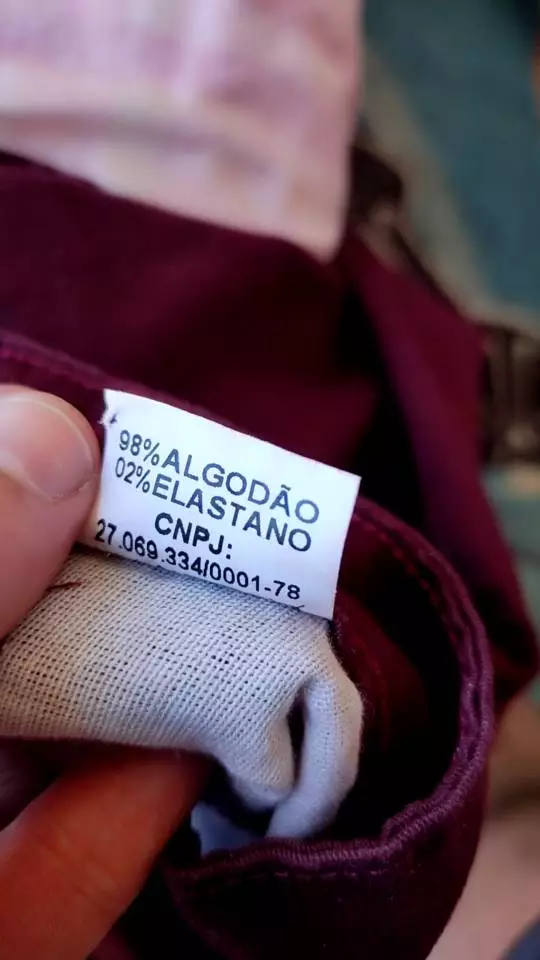 98%ALGODÃO
02%ELASTANO
CNPJ:
27.069.334/0001-78